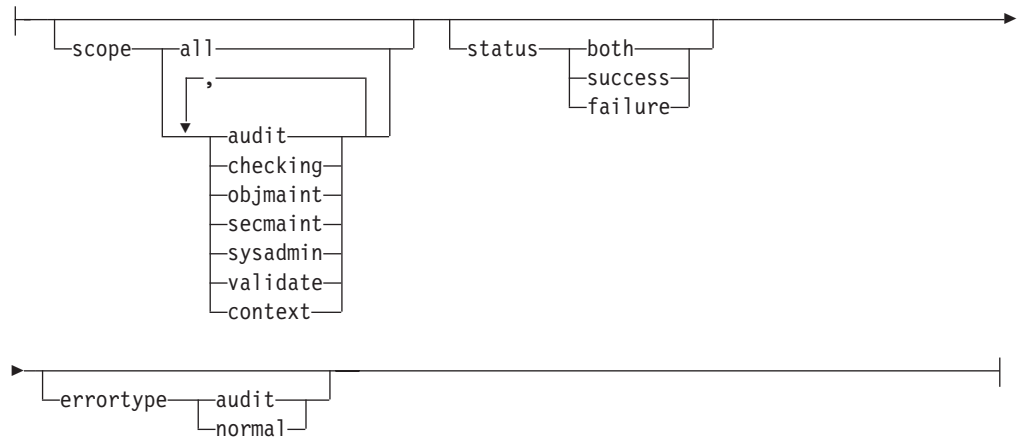 scope all status both
, success
failure
audit
checking
objmaint
secmaint
sysadmin
validate
context
errortype audit
normal